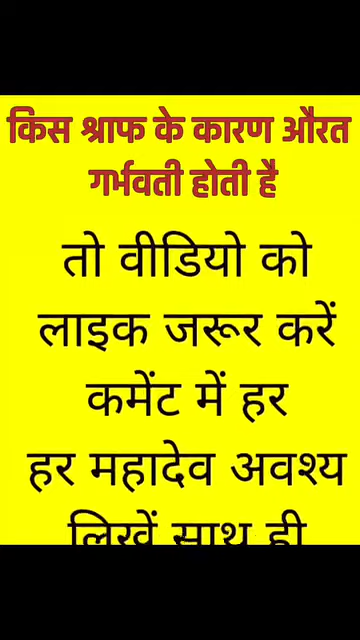 किस श्राफ के कारण औरत
गर्भवती होती है
तो वीडियो को
लाइक जरूर करें
कमेंट में हर
हर महादेव अवश्य
लिखें साथ ही